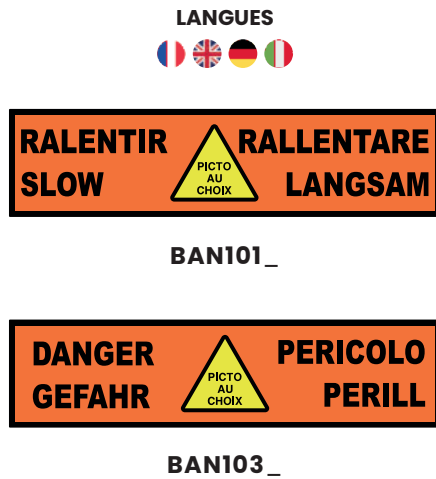 LANGUES
RALENTIR RALLENTARE
SLOW LANGSAM
PICTO
AU
CHOIX
BAN101_
DANGER PERICOLO
GEFAHR PERILL
PICTO
AU
CHOIX
BAN103_